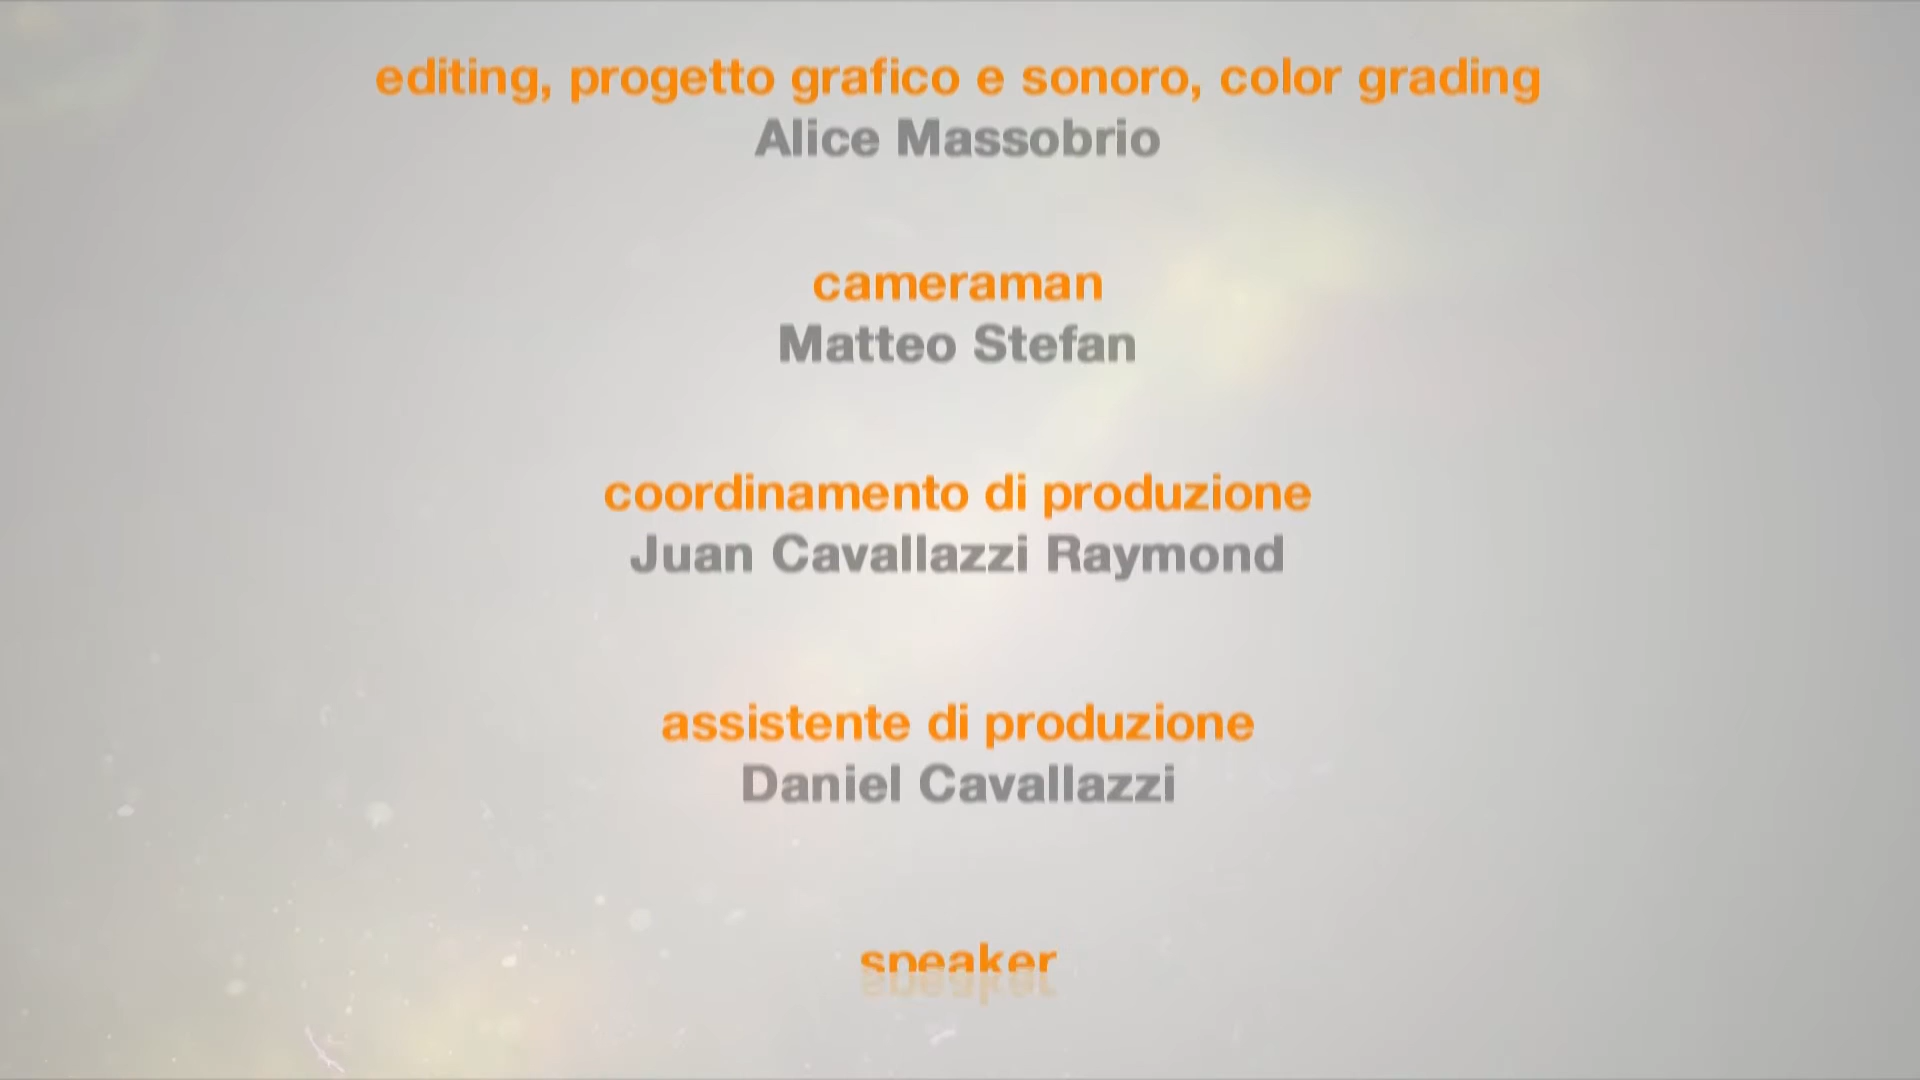 editing, progetto grafico e sonoro, color grading
Alice Massobrio
cameraman
Matteo Stefan
coordinamento di produzione
Juan Cavallazzi Raymond
assistente di produzione
Daniel Cavallazzi
speaker